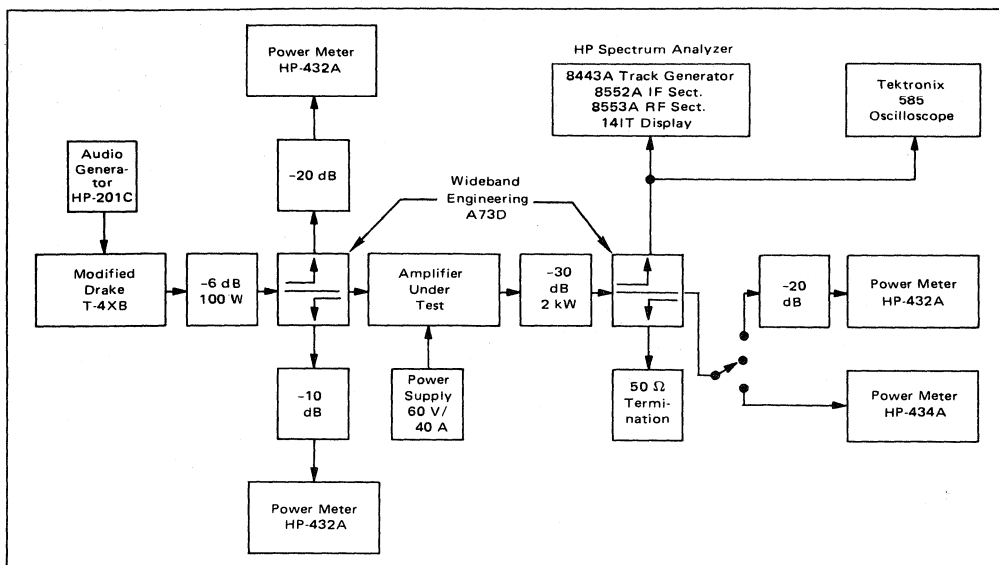 Power Meter
HP-432A
HP Spectrum Analyzer
8443A Track Generator
8552A IF Sect.
8553A RF Sect.
14IT Display
Tektronix
585
Oscilloscope
Audio
Genera-
tor
HP-201C
-20 dB
Wideband
Engineering
A73D
Modified
Drake
T-4XB
-6 dB
100 W
Amplifier
Under
Test
-30
dB
2 kW
-20
dB
Power Meter
HP-432A
-10
dB
Power
Supply
60 V/
40 A
50 Ω
Termi-
nation
Power Meter
HP-434A
Power Meter
HP-432A